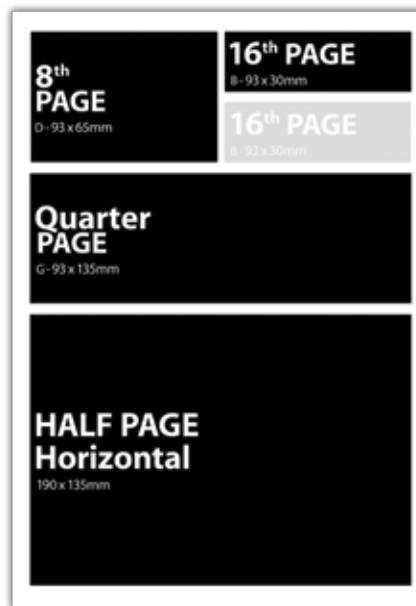 8th
PAGE
D-93 x 65mm
16th PAGE
B-93 x 30mm
16th PAGE
B-93 x 30mm
Quarter
PAGE
G-93 x 135mm
HALF PAGE
Horizontal
190 x 135mm